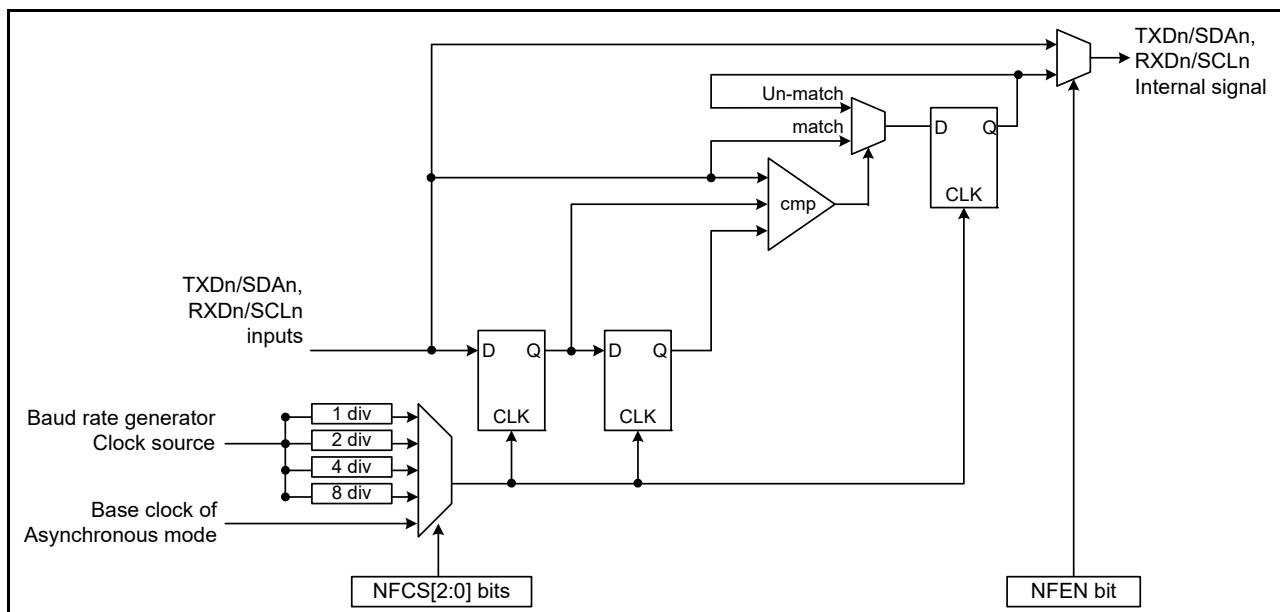 TXDn/SDAn,
RXDn/SCLn
Internal signal
Un-match
match
D
Q
CLK
cmp
TXDn/SDAn,
RXDn/SCLn
inputs
D
Q
CLK
D
Q
CLK
Baud rate generator
Clock source
1 div
2 div
4 div
8 div
Base clock of
Asynchronous mode
NFCS[2:0] bits
NFEN bit